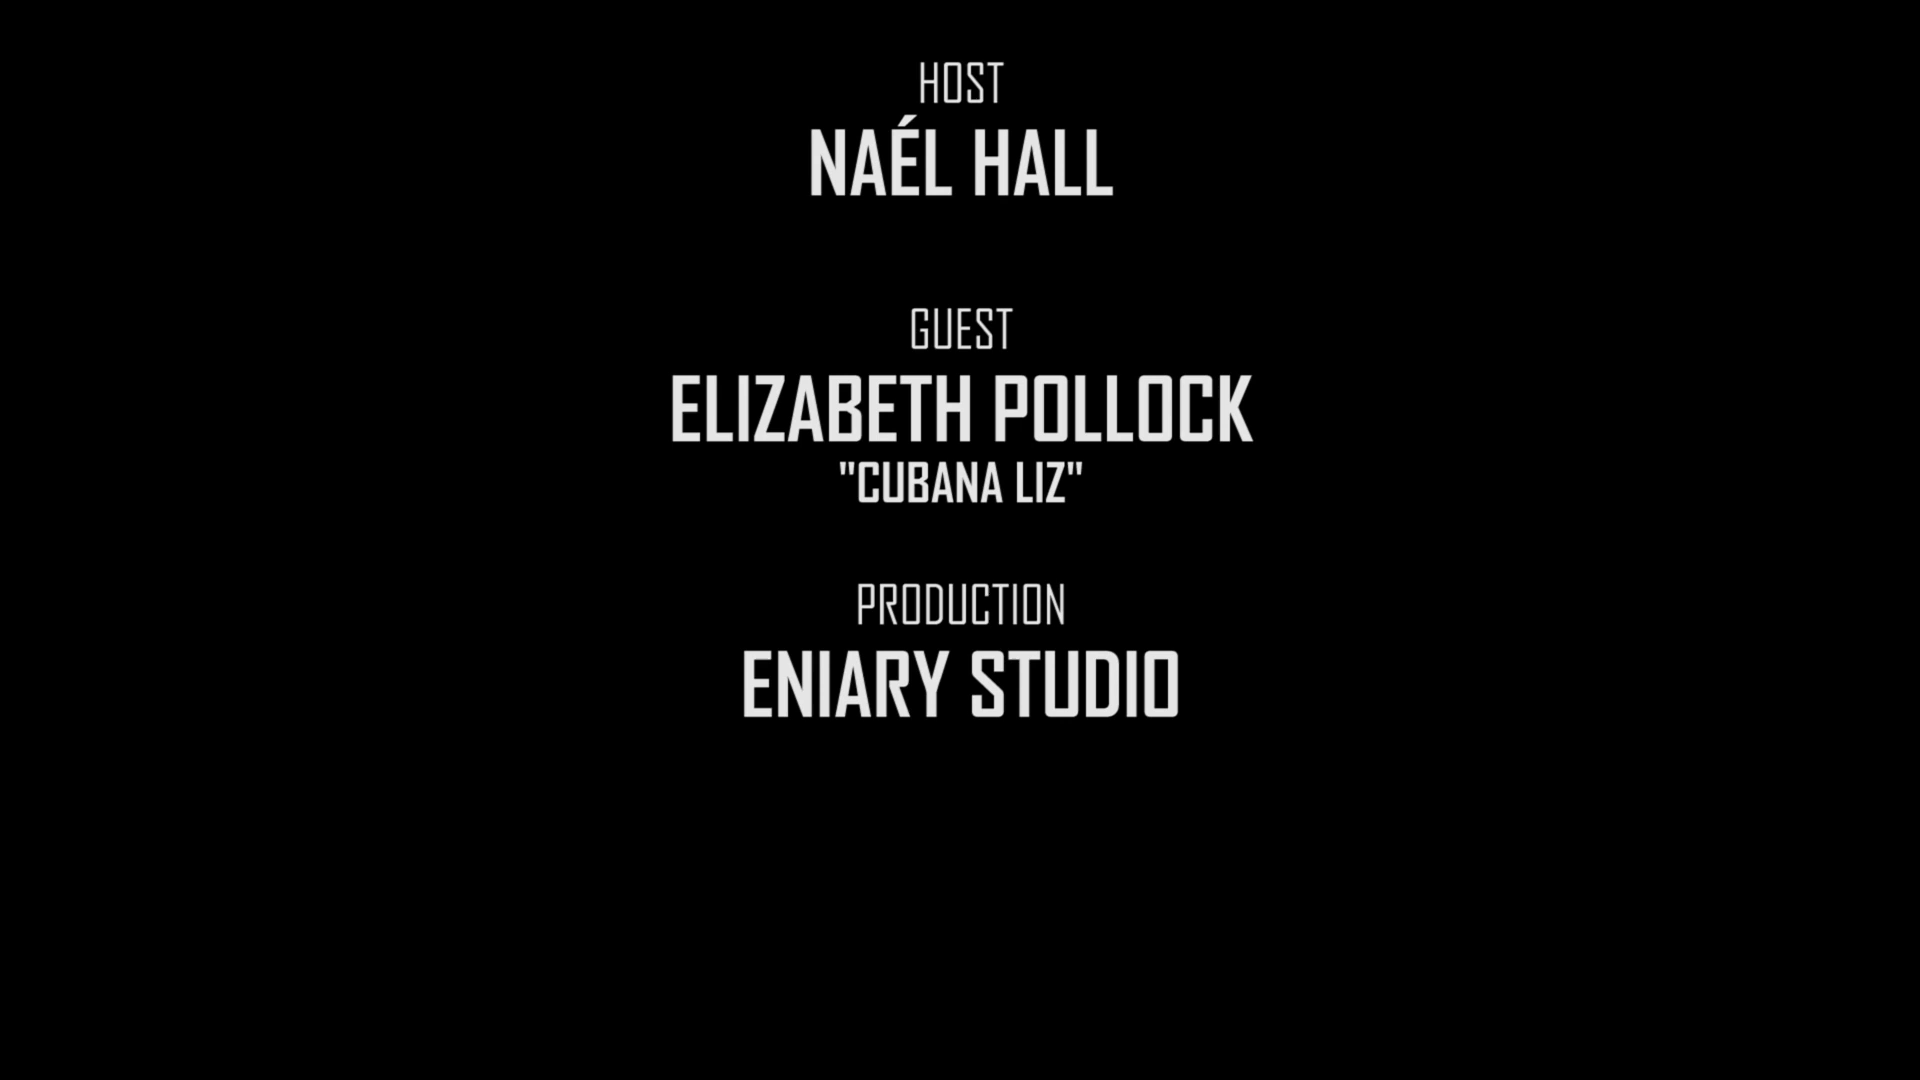 HOST
NAÉL HALL
GUEST
ELIZABETH POLLOCK
"CUBANA LIZ"
PRODUCTION
ENIARY STUDIO